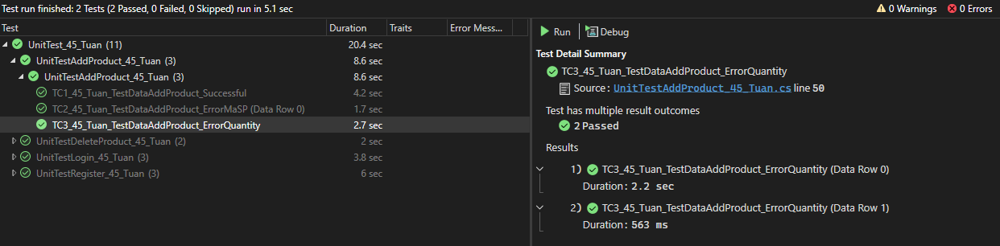 Test run finished: 2 Tests (2 Passed, 0 Failed, 0 Skipped) run in 5.1 sec
0 Warnings
0 Errors
Test
Duration
Traits
Error Mess...
UnitTest_45_Tuan (11)
20.4 sec
UnitTestAddProduct_45_Tuan (3)
8.6 sec
UnitTestAddProduct_45_Tuan (3)
8.6 sec
TC1_45_Tuan_TestDataAddProduct_Successful
4.2 sec
TC2_45_Tuan_TestDataAddProduct_ErrorMaSP (Data Row 0)
1.7 sec
TC3_45_Tuan_TestDataAddProduct_ErrorQuantity
2.7 sec
UnitTestDeleteProduct_45_Tuan (2)
2 sec
UnitTestLogin_45_Tuan (3)
3.8 sec
UnitTestRegister_45_Tuan (3)
6 sec
Run
Debug
Test Detail Summary
TC3_45_Tuan_TestDataAddProduct_ErrorQuantity
Source: UnitTestAddProduct_45_Tuan.cs line 50
Test has multiple result outcomes
2 Passed
Results
1) TC3_45_Tuan_TestDataAddProduct_ErrorQuantity (Data Row 0)
Duration: 2.2 sec
2) TC3_45_Tuan_TestDataAddProduct_ErrorQuantity (Data Row 1)
Duration: 563 ms